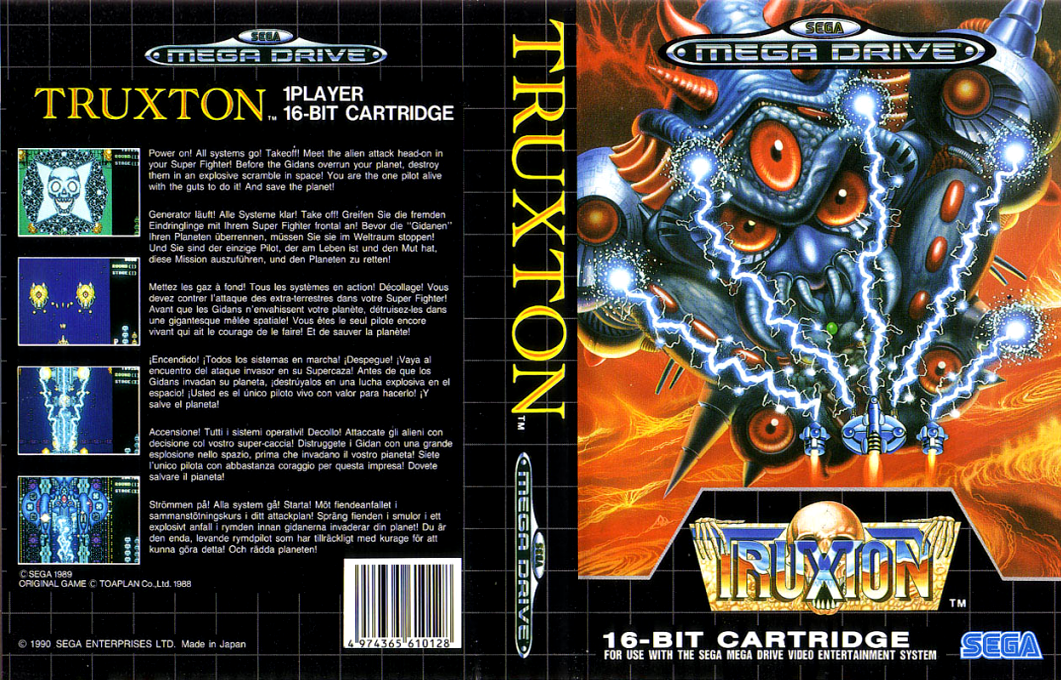 SEGA
MEGA DRIVE
TRUXTON™
1PLAYER
16-BIT CARTRIDGE
Power on! All systems go! Takeoff! Meet the alien attack head-on in
your Super Fighter! Before the Gidans overrun your planet, destroy
them in an explosive scramble in space! You are the one pilot alive
with the guts to do it! And save the planet!
Generator läuft! Alle Systeme klar! Take off! Greifen Sie die fremden
Eindringlinge mit Ihrem Super Fighter frontal an! Bevor die "Gidanen"
Ihren Planeten überrennen, müssen Sie sie im Weltraum stoppen!
Und Sie sind der einzige Pilot, der am Leben ist und den Mut hat,
diese Mission auszuführen, und den Planeten zu retten!
Mettez les gaz à fond! Tous les systèmes en action! Décollage! Vous
devez contrer l'attaque des extra-terrestres dans votre Super Fighter!
Avant que les Gidans n'envahissent votre planète, détruisez-les dans
une gigantesque mêlée spatiale! Vous êtes le seul pilote encore
vivant qui ait le courage de le faire! Et de sauver la planète!
¡Encendido! ¡Todos los sistemas en marcha! ¡Despegue! ¡Vaya al
encuentro del ataque invasor en su Supercaza! Antes de que los
Gidans invadan su planeta, ¡destrúyalos en una lucha explosiva en el
espacio! ¡Usted es el único piloto vivo con valor para hacerlo! ¡Y
salve el planeta!
Accensione! Tutti i sistemi operativi! Decollo! Attaccate gli alieni con
decisione col vostro super-caccia! Distruggete i Gidan con una grande
esplosione nello spazio, prima che invadano il vostro pianeta! Siete
l'unico pilota con abbastanza coraggio per questa impresa! Dovete
salvare il pianeta!
Strömmen på! Alla system gå! Starta! Möt fiendeanfallet i
sammanstötningskurs i ditt attackplan! Spräng fienden i smulor i ett
explosivt anfall i rymden innan gidanerna invaderar din planet! Du är
den enda, levande rymdpilot som har tillräckligt med kurage för att
kunna göra detta! Och rädda planeten!
© SEGA 1989
ORIGINAL GAME © TOAPLAN Co.,Ltd. 1988
© 1990 SEGA ENTERPRISES LTD. Made in Japan
4 974365 610128
TRUXTON™
SEGA
MEGA DRIVE
SEGA
MEGA DRIVE
TRUXTON™
16-BIT CARTRIDGE
FOR USE WITH THE SEGA MEGA DRIVE VIDEO ENTERTAINMENT SYSTEM
SEGA